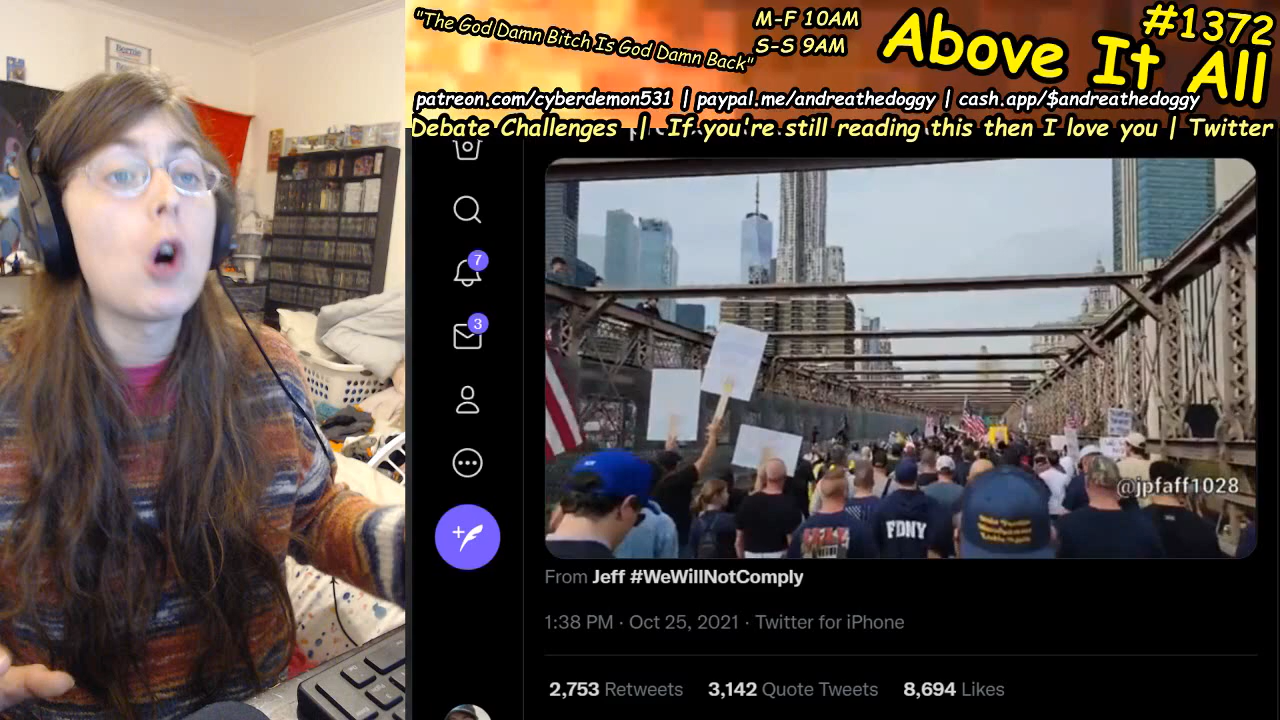 Bernie
"The God Damn Bitch Is God Damn Back"
M-F 10AM
S-S 9AM
Above It All
#1372
patreon.com/cyberdemon531 | paypal.me/andreathedoggy | cash.app/$andreathedoggy
Debate Challenges | If you're still reading this then I love you | Twitter
7
3
FDNY
@jpfaff1028
From Jeff #WeWillNotComply
1:38 PM · Oct 25, 2021 · Twitter for iPhone
2,753 Retweets 3,142 Quote Tweets 8,694 Likes